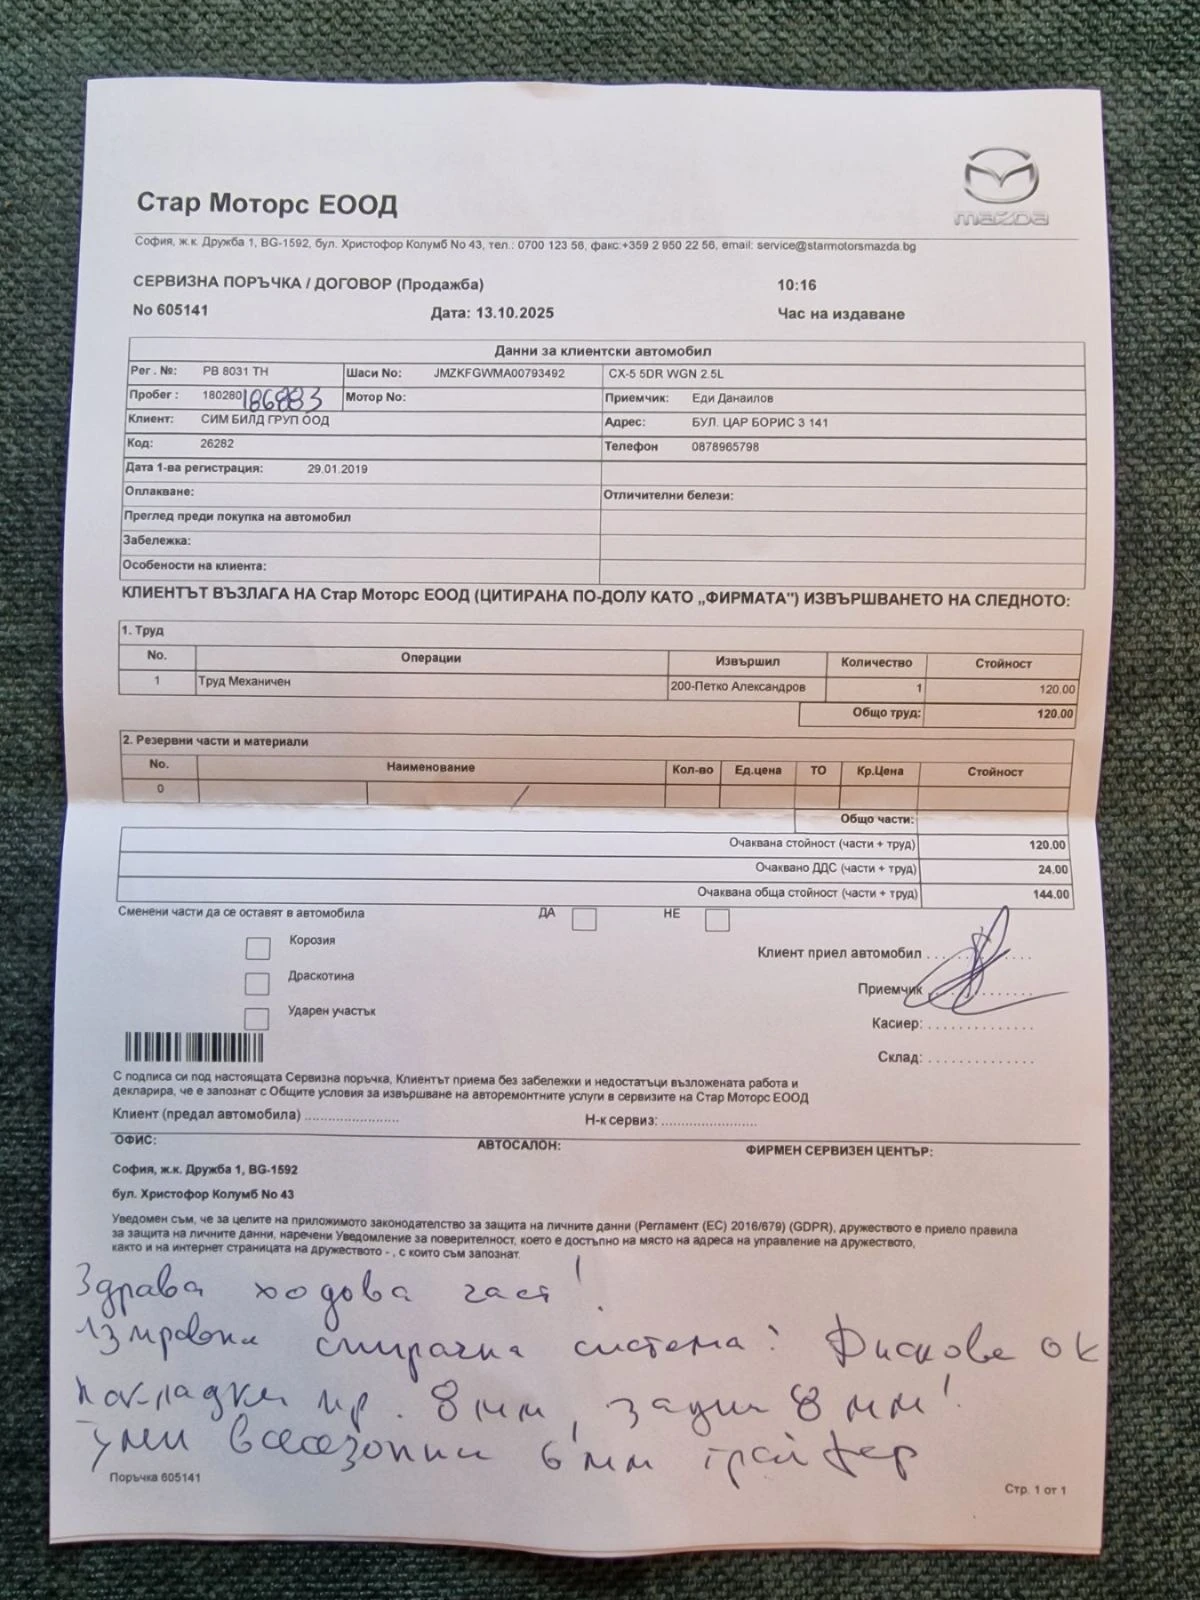 mazda
Стар Моторс ЕООД
София, ж.к. Дружба 1, BG-1592, бул. Христофор Колумб No 43, тел.: 0700 123 56, факс:+359 2 950 22 56, email: service@starmotorsmazda.bg
СЕРВИЗНА ПОРЪЧКА / ДОГОВОР (Продажба) 10:16
No 605141 Дата: 13.10.2025 Час на издаване
Данни за клиентски автомобил
Рег . №: PB 8031 TH Шаси No: JMZKFGWMA00793492 CX-5 5DR WGN 2.5L
Пробег : 180280 186883 Мотор No: Приемчик: Еди Данаилов
Клиент: СИМ БИЛД ГРУП ООД Адрес: БУЛ. ЦАР БОРИС 3 141
Код: 26282 Телефон 0878965798
Дата 1-ва регистрация: 29.01.2019
Оплакване: Отличителни белези:
Преглед преди покупка на автомобил
Забележка:
Особености на клиента:
КЛИЕНТЪТ ВЪЗЛАГА НА Стар Моторс ЕООД (ЦИТИРАНА ПО-ДОЛУ КАТО „ФИРМАТА") ИЗВЪРШВАНЕТО НА СЛЕДНОТО:
1. Труд
No. Операции Извършил Количество Стойност
1 Труд Механичен 200-Петко Александров 1 120.00
Общо труд: 120.00
2. Резервни части и материали
No. Наименование Кол-во Ед.цена ТО Кр.Цена Стойност
0 /
Общо части:
Очаквана стойност (части + труд) 120.00
Очаквано ДДС (части + труд) 24.00
Очаквана обща стойност (части + труд) 144.00
Сменени части да се оставят в автомобила ДА НЕ
Корозия
Клиент приел автомобил
Драскотина
Приемчик
Ударен участък
Касиер:
Склад:
С подписа си под настоящата Сервизна поръчка, Клиентът приема без забележки и недостатъци възложената работа и
декларира, че е запознат с Общите условия за извършване на авторемонтните услуги в сервизите на Стар Моторс ЕООД
Клиент (предал автомобила) ........................ Н-к сервиз: ........................
ОФИС: АВТОСАЛОН: ФИРМЕН СЕРВИЗЕН ЦЕНТЪР:
София, ж.к. Дружба 1, BG-1592
бул. Христофор Колумб No 43
Уведомен съм, че за целите на приложимото законодателство за защита на личните данни (Регламент (ЕС) 2016/679) (GDPR), дружеството е приело правила
за защита на личните данни, наречени Уведомление за поверителност, което е достъпно на място на адреса на управление на дружеството,
както и на интернет страницата на дружеството - , с които съм запознат.
Здрава ходова част!
спирачна система: Дискове ок
накладки пр. 8 мм, задни 8 мм!
Гуми всесезонни 6 мм грайфер
Поръчка 605141 Стр. 1 от 1